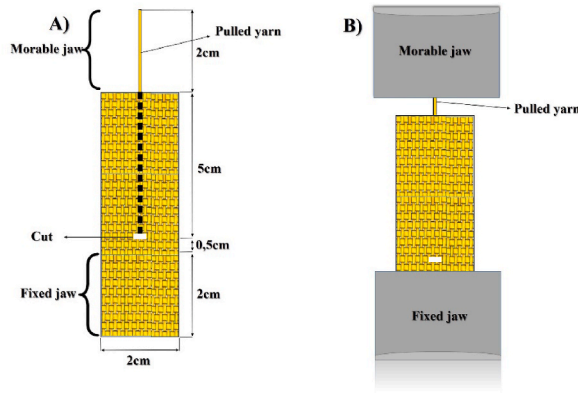 A)
Morable jaw
Pulled yarn
2cm
5cm
Cut
0,5cm
Fixed jaw
2cm
2cm
B)
Morable jaw
Pulled yarn
Fixed jaw